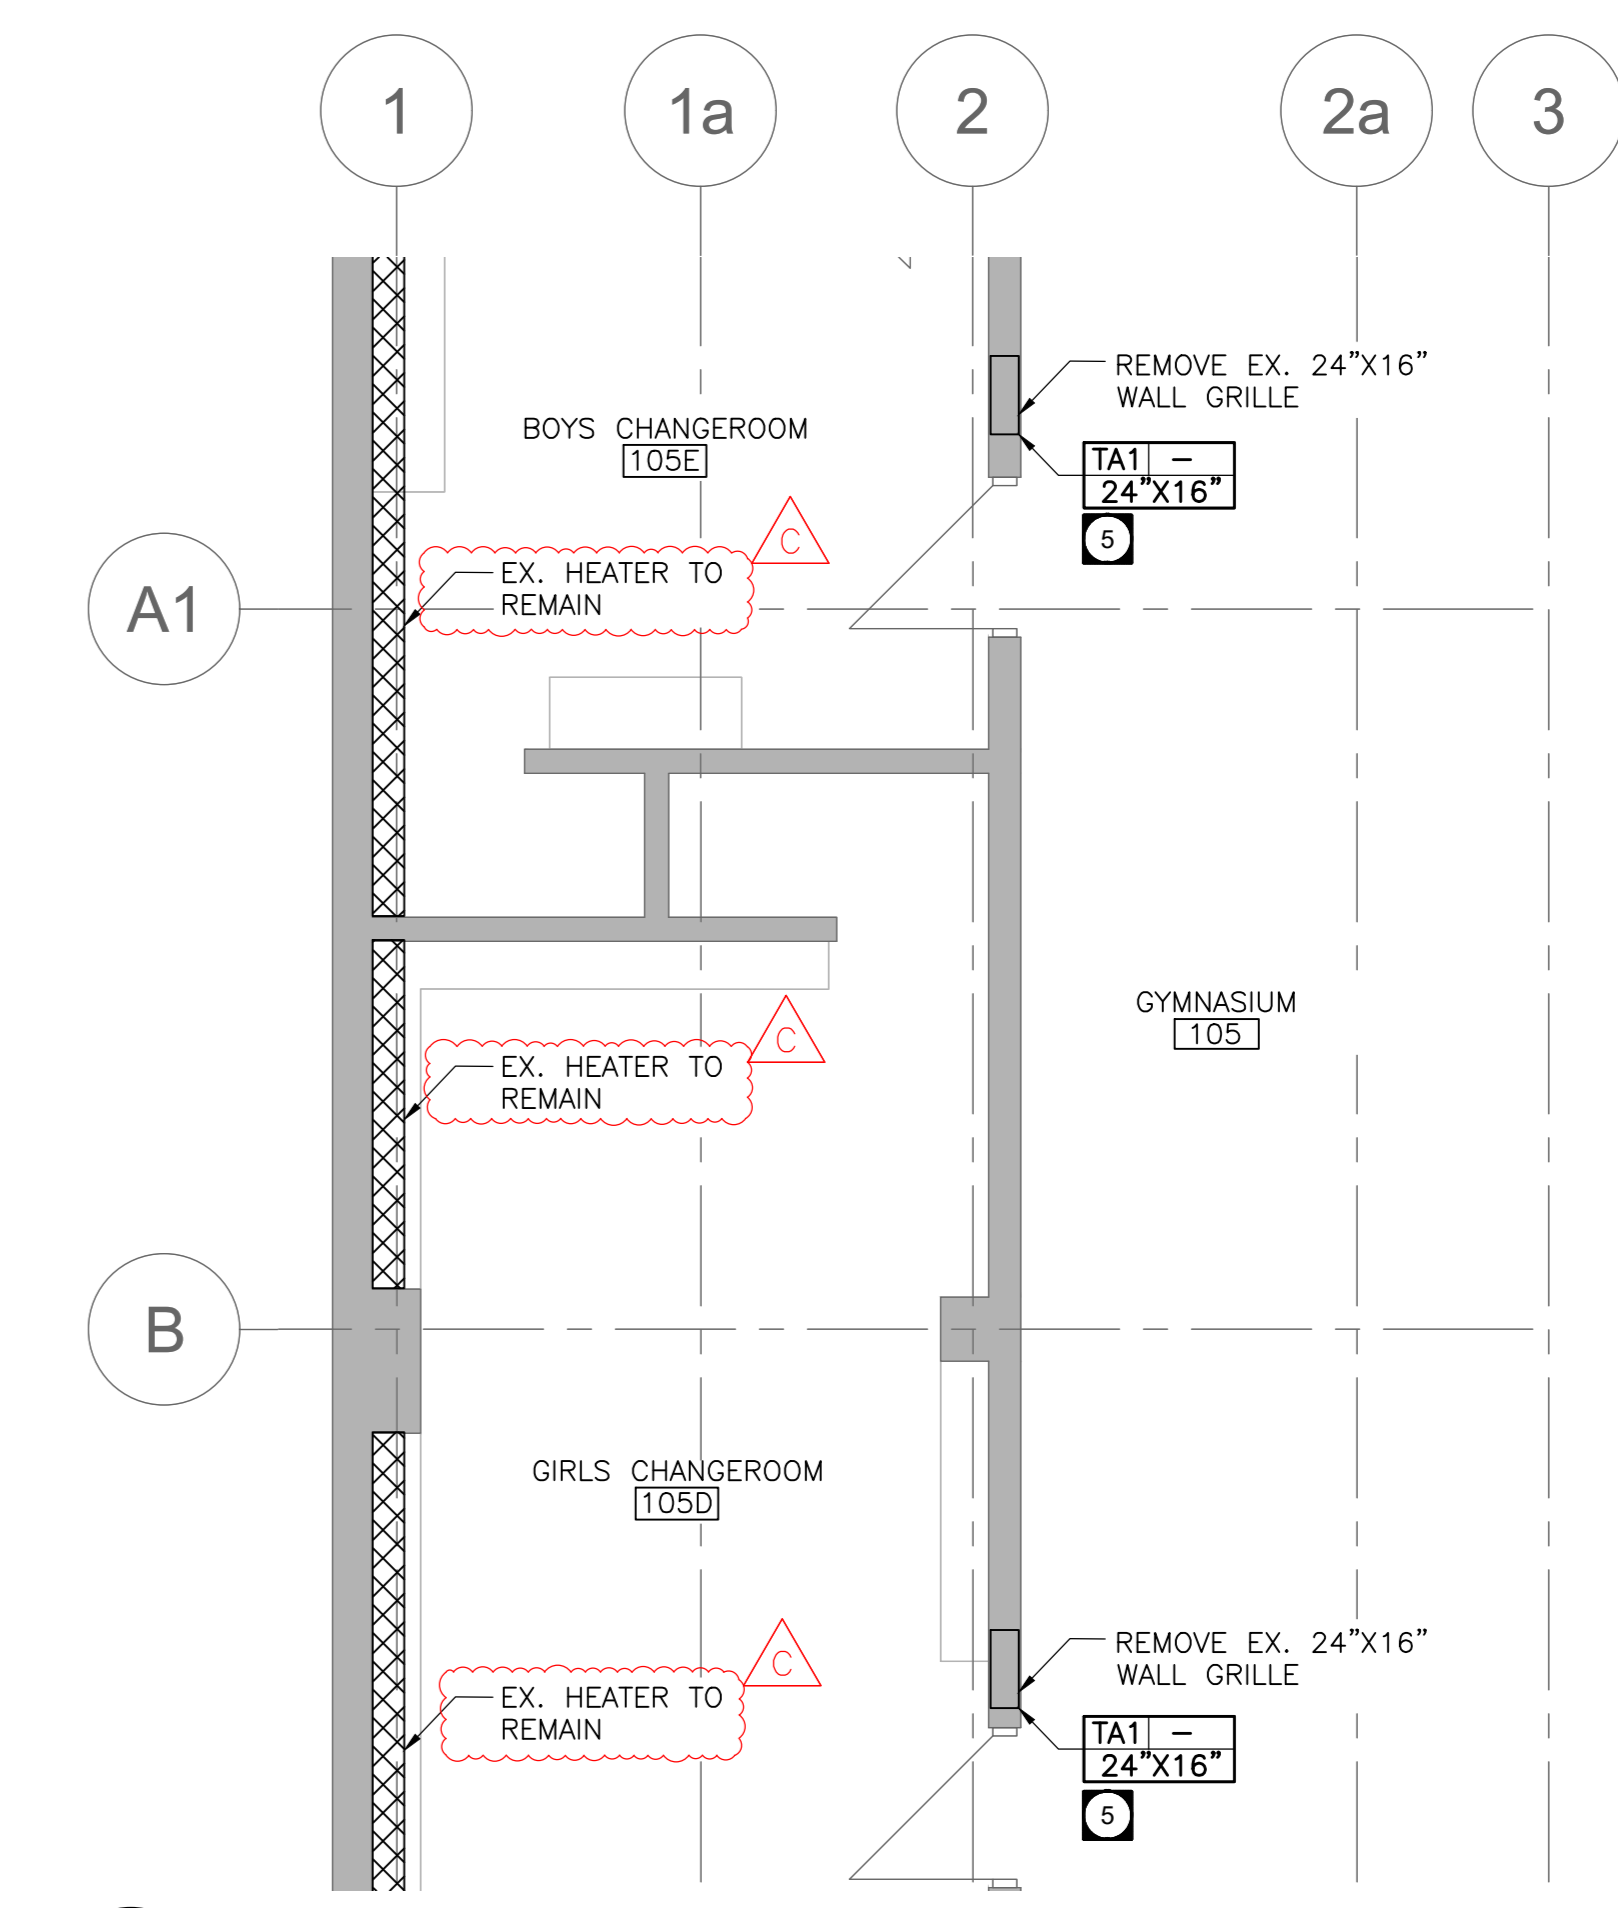 1
1a
2
2a
3
REMOVE EX. 24”X16”
WALL GRILLE
BOYS CHANGEROOM
105E
TA1 –
24”X16”
5
C
EX. HEATER TO
REMAIN
A1
GYMNASIUM
105
C
EX. HEATER TO
REMAIN
B
GIRLS CHANGEROOM
105D
REMOVE EX. 24”X16”
WALL GRILLE
C
EX. HEATER TO
REMAIN
TA1 –
24”X16”
5